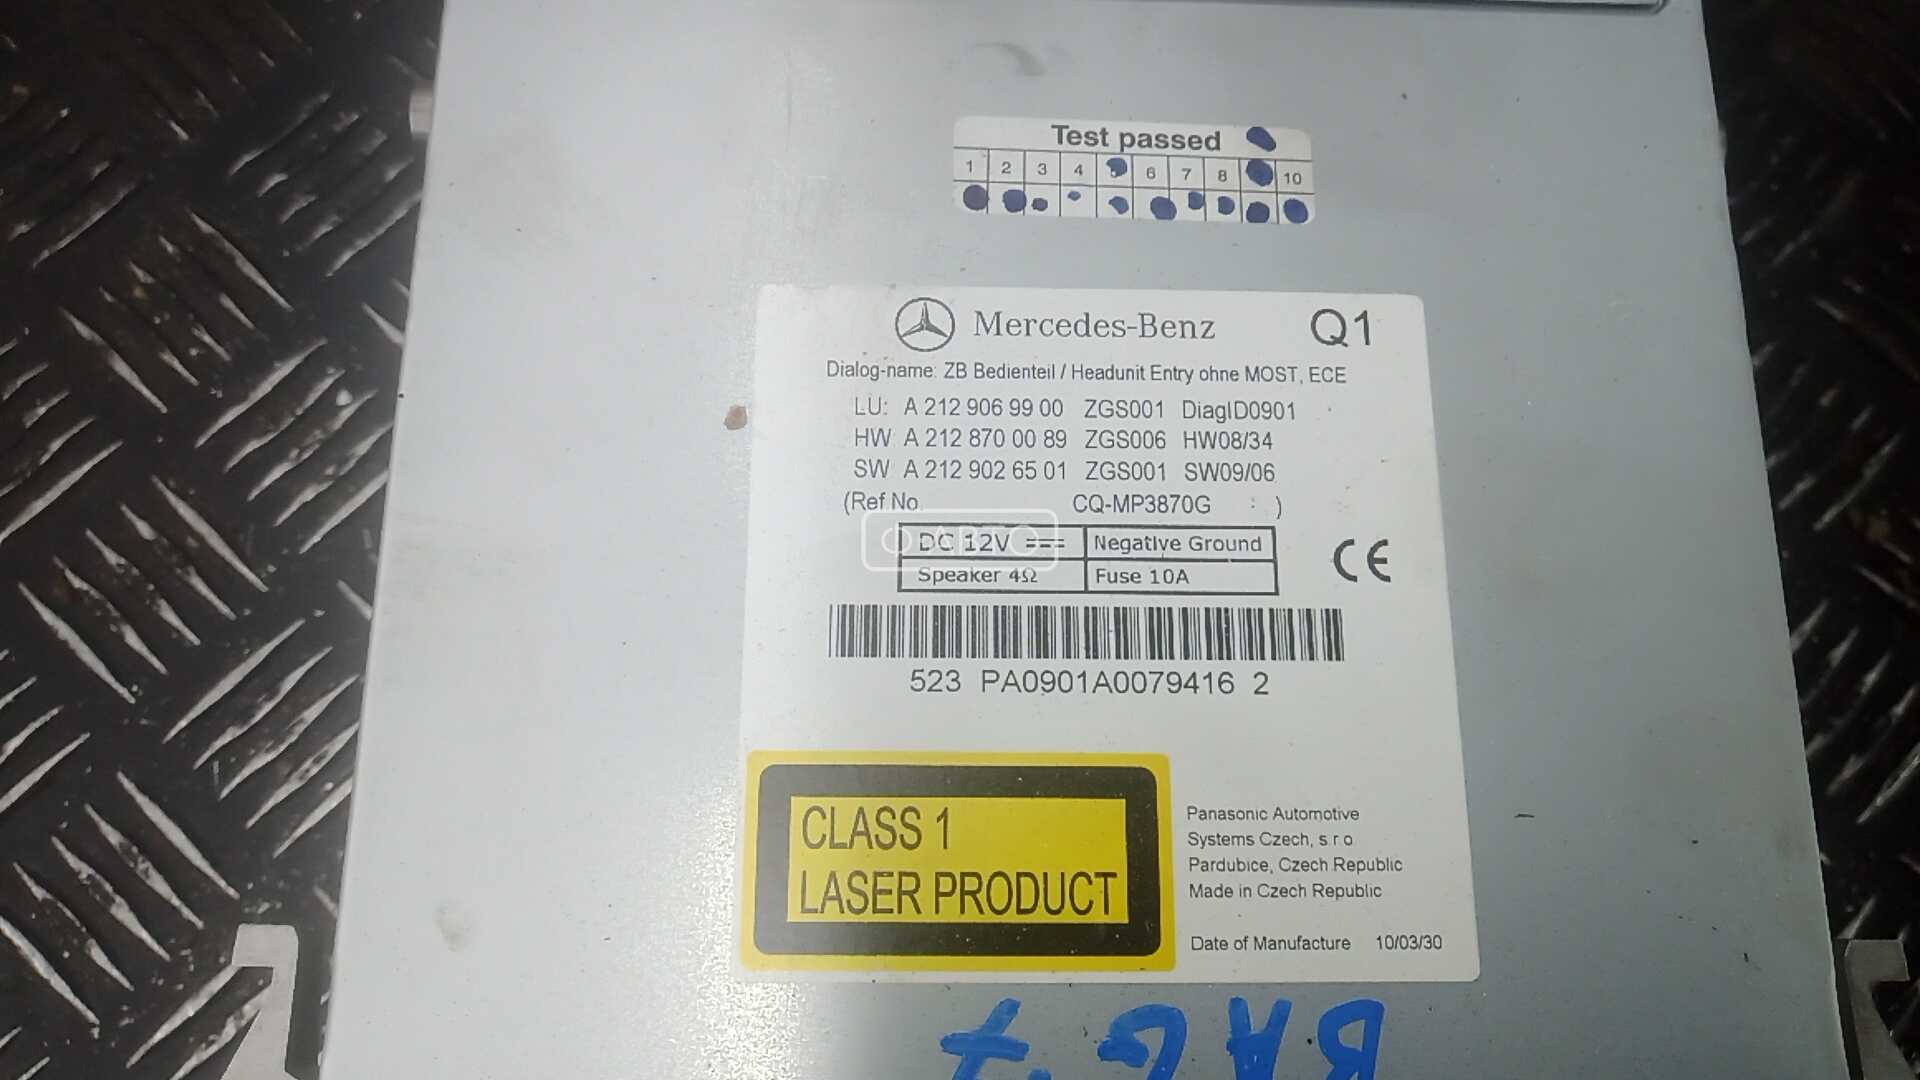 Test passed
1 2 3 4 6 7 8 10
Mercedes-Benz Q1
Dialog-name: ZB Bedienteil / Headunit Entry ohne MOST, ECE
LU: A 212 906 99 00 ZGS001 DiagID0901
HW A 212 870 00 89 ZGS006 HW08/34
SW A 212 902 65 01 ZGS001 SW09/06
(Ref.No. CQ-MP3870G )
ФАВТО
DC 12V Negative Ground
Speaker 4Ω Fuse 10A
CE
523 PA0901A0079416 2
CLASS 1
LASER PRODUCT
Panasonic Automotive
Systems Czech, s.r.o.
Pardubice, Czech Republic
Made in Czech Republic
Date of Manufacture 10/03/30